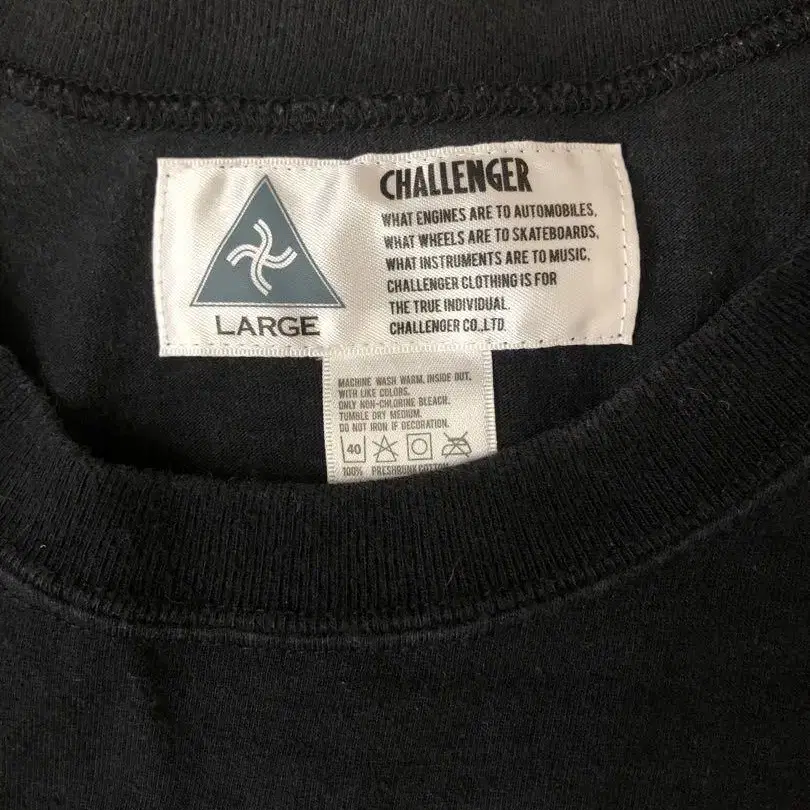 CHALLENGER
WHAT ENGINES ARE TO AUTOMOBILES,
WHAT WHEELS ARE TO SKATEBOARDS,
WHAT INSTRUMENTS ARE TO MUSIC,
CHALLENGER CLOTHING IS FOR
THE TRUE INDIVIDUAL.
CHALLENGER CO.,LTD.
LARGE
MACHINE WASH WARM, INSIDE OUT,
WITH LIKE COLORS.
ONLY NON-CHLORINE BLEACH.
TUMBLE DRY MEDIUM.
DO NOT IRON IF DECORATION.
40
100% PRESHRUNK COTTON